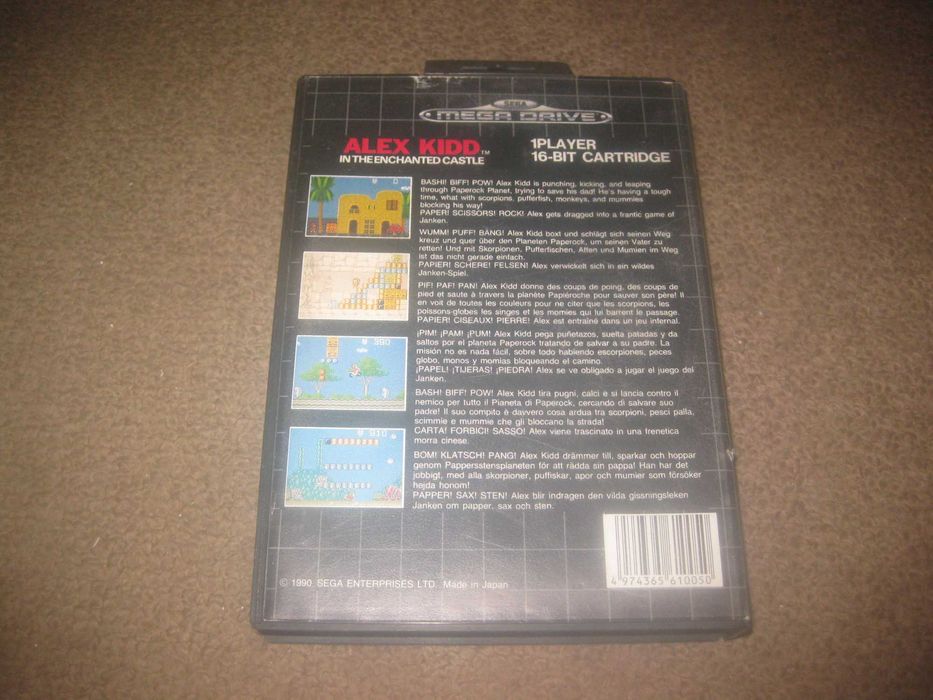 SEGA
MEGA DRIVE
ALEX KIDD™
IN THE ENCHANTED CASTLE
1PLAYER
16-BIT CARTRIDGE
BASH!! BIFF! POW! Alex Kidd is punching, kicking, and leaping
through Paperock Planet, trying to save his dad! He's having a tough
time, what with scorpions, pufferfish, monkeys, and mummies
blocking his way!
PAPER! SCISSORS! ROCK! Alex gets dragged into a frantic game of
Janken.
WUMM! PUFF! BÄNG! Alex Kidd boxt und schlägt sich seinen Weg
kreuz und quer über den Planeten Paperock, um seinen Vater zu
retten! Und mit Skorpionen, Pufferfischen, Affen und Mumien im Weg
ist das nicht gerade einfach.
PAPIER! SCHERE! FELSEN! Alex verwickelt sich in ein wildes
Janken-Spiel.
PIF! PAF! PAN! Alex Kidd donne des coups de poing, des coups de
pied et saute à travers la planète Papiéroche pour sauver son père! Il
en voit de toutes les couleurs pour ne citer que les scorpions, les
poissons-globes les singes et les momies qui lui barrent le passage.
PAPIER! CISEAUX! PIERRE! Alex est entraîné dans un jeu infernal.
¡PIM! ¡PAM! ¡PUM! Alex Kidd pega puñetazos, suelta patadas y da
saltos por el planeta Paperock tratando de salvar a su padre. La
misión no es nada fácil, sobre todo habiendo escorpiones, peces
globo, monos y momias bloqueando el camino.
¡PAPEL! ¡TIJERAS! ¡PIEDRA! Alex se ve obligado a jugar el juego del
Janken.
BASH! BIFF! POW! Alex Kidd tira pugni, calci e si lancia contro il
nemico per tutto il Pianeta di Paperock, cercando di salvare suo
padre! Il suo compito è davvero cosa ardua tra scorpioni, pesci palla,
scimmie e mummie che gli bloccano la strada!
CARTA! FORBICI! SASSO! Alex viene trascinato in una frenetica
morra cinese.
BOM! KLATSCH! PANG! Alex Kidd drämmer till, sparkar och hoppar
genom Papperstensplaneten för att rädda sin pappa! Han har det
jobbigt, med alla skorpioner, puffiskar, apor och mumier som försöker
hejda honom!
PAPPER! SAX! STEN! Alex blir indragen den vilda gissningsleken
Janken om papper, sax och sten.
390
910
4 974365 610050
© 1990 SEGA ENTERPRISES LTD. Made in Japan